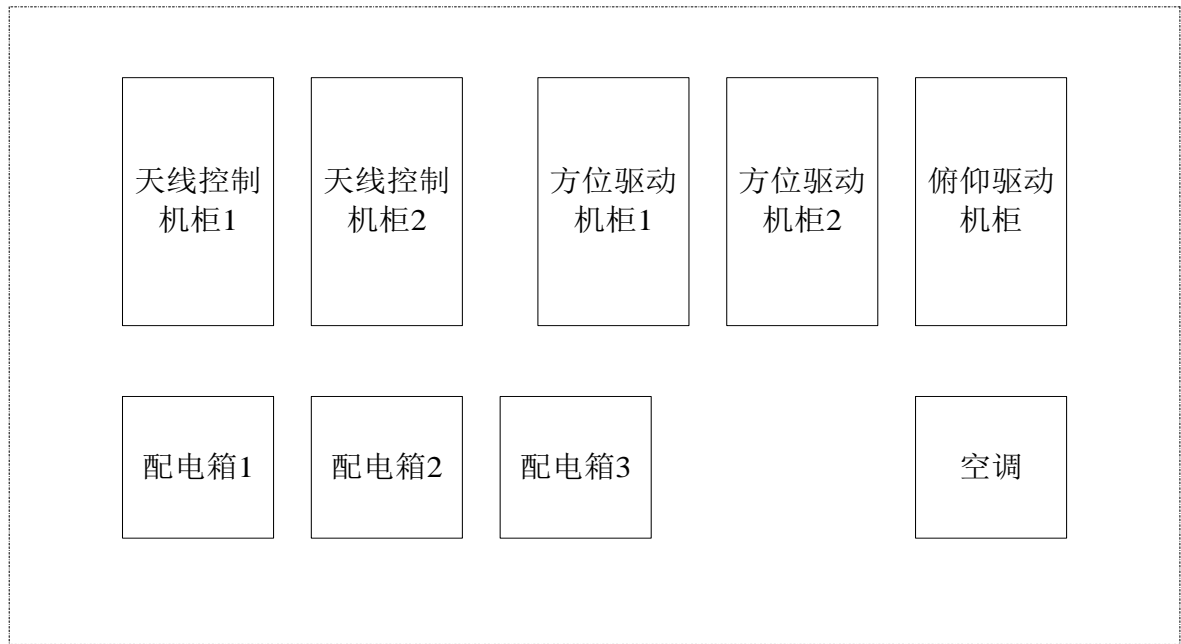 天线控制
机柜1
天线控制
机柜2
方位驱动
机柜1
方位驱动
机柜2
俯仰驱动
机柜
配电箱1
配电箱2
配电箱3
空调